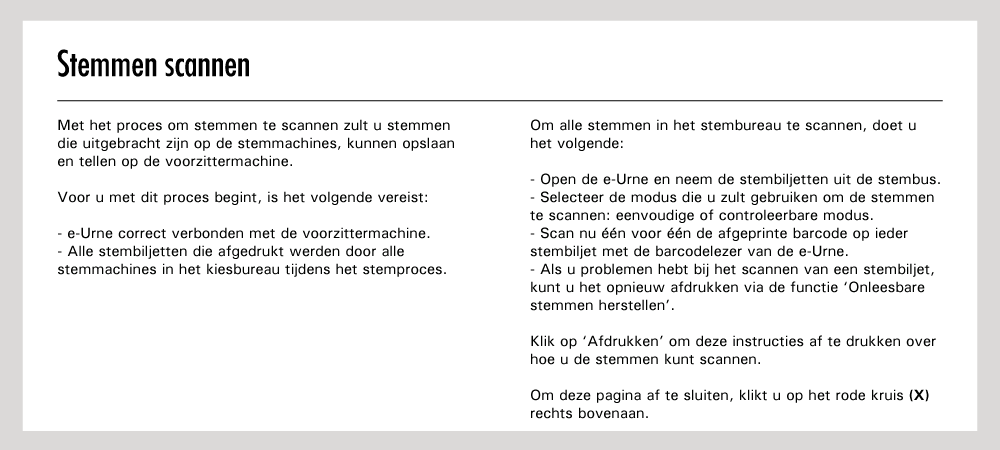 Stemmen scannen
Met het proces om stemmen te scannen zult u stemmen
die uitgebracht zijn op de stemmachines, kunnen opslaan
en tellen op de voorzittermachine.
Voor u met dit proces begint, is het volgende vereist:
- e-Urne correct verbonden met de voorzittermachine.
- Alle stembiljetten die afgedrukt werden door alle
stemmachines in het kiesbureau tijdens het stemproces.
Om alle stemmen in het stembureau te scannen, doet u
het volgende:
- Open de e-Urne en neem de stembiljetten uit de stembus.
- Selecteer de modus die u zult gebruiken om de stemmen
te scannen: eenvoudige of controleerbare modus.
- Scan nu één voor één de afgeprinte barcode op ieder
stembiljet met de barcodelezer van de e-Urne.
- Als u problemen hebt bij het scannen van een stembiljet,
kunt u het opnieuw afdrukken via de functie ‘Onleesbare
stemmen herstellen’.
Klik op ‘Afdrukken’ om deze instructies af te drukken over
hoe u de stemmen kunt scannen.
Om deze pagina af te sluiten, klikt u op het rode kruis (X)
rechts bovenaan.